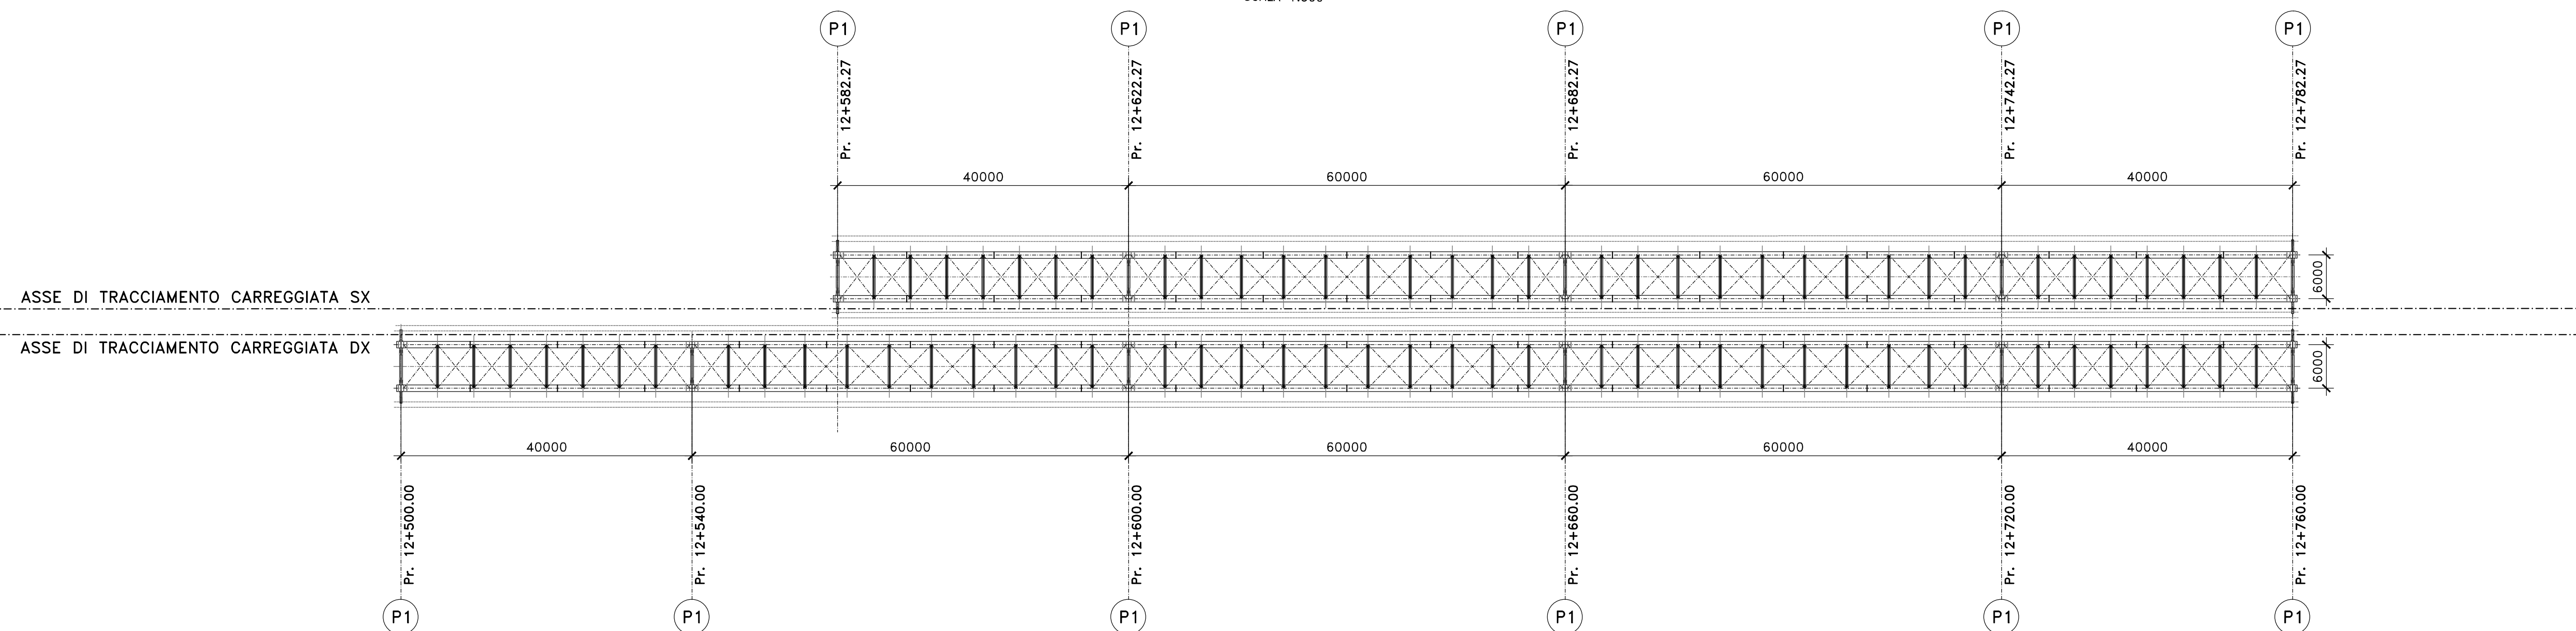 P1 P1 P1 P1 P1
Pr. 12+582.27
Pr. 12+622.27
Pr. 12+682.27
Pr. 12+742.27
Pr. 12+782.27
40000 60000 60000 40000
6000
ASSE DI TRACCIAMENTO CARREGGIATA SX
ASSE DI TRACCIAMENTO CARREGGIATA DX
6000
40000 60000 60000 60000 40000
Pr. 12+500.00
Pr. 12+540.00
Pr. 12+600.00
Pr. 12+660.00
Pr. 12+720.00
Pr. 12+760.00
P1 P1 P1 P1 P1 P1